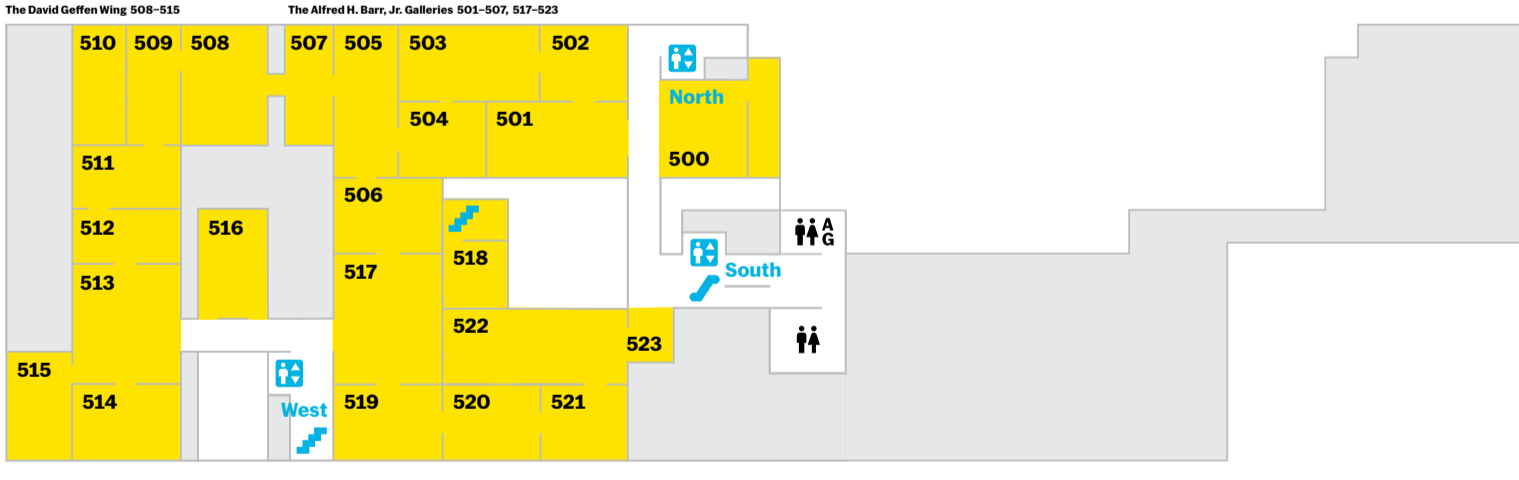 The David Geffen Wing 508–515
The Alfred H. Barr, Jr. Galleries 501–507, 517–523
510 509 508 507 505 503 502
North
504 501
500
511
506
512 516
A
G
518
517
South
513
522
523
515
514 519 520 521
West